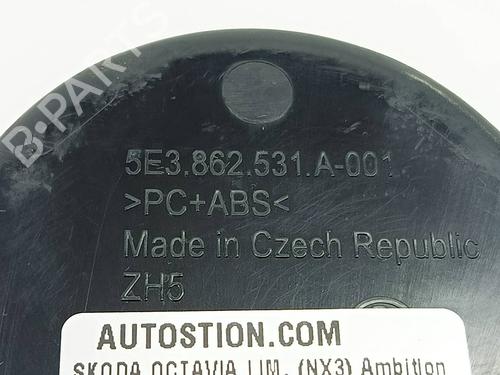 B-PARTS
5E3.862.531.A-001
>PC+ABS<
Made in Czech Republic
ZH5
AUTOSTION.COM
SKODA OCTAVIA LIM. (NX3) Ambition